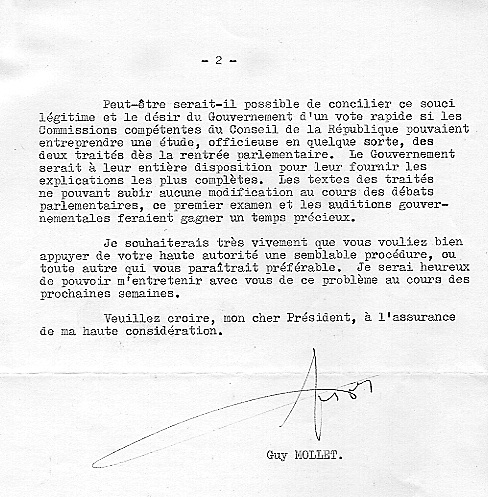 - 2 -
Peut-être serait-il possible de concilier ce souci
légitime et le désir du Gouvernement d'un vote rapide si les
Commissions compétentes du Conseil de la République pouvaient
entreprendre une étude, officieuse en quelque sorte, des
deux traités dès la rentrée parlementaire. Le Gouvernement
serait à leur entière disposition pour leur fournir les
explications les plus complètes. Les textes des traités
ne pouvant subir aucune modification au cours des débats
parlementaires, ce premier examen et les auditions gouver-
nementales feraient gagner un temps précieux.
Je souhaiterais très vivement que vous vouliez bien
appuyer de votre haute autorité une semblable procédure, ou
toute autre qui vous paraîtrait préférable. Je serai heureux
de pouvoir m'entretenir avec vous de ce problème au cours des
prochaines semaines.
Veuillez croire, mon cher Président, à l'assurance
de ma haute considération.
Guy MOLLET.